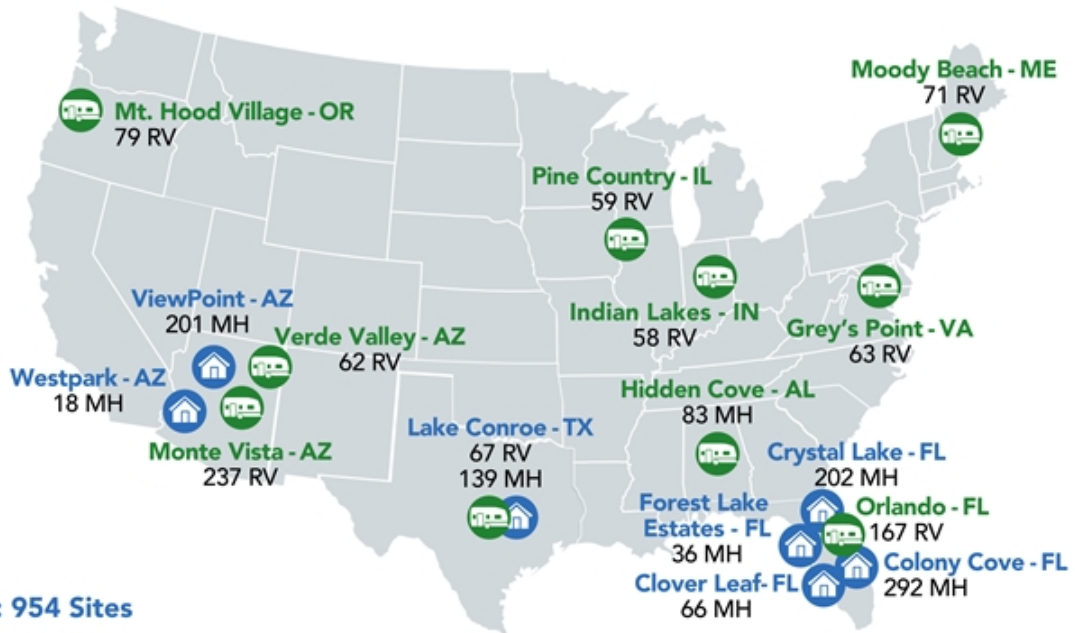 Moody Beach - ME
71 RV
Mt. Hood Village - OR
79 RV
Pine Country - IL
59 RV
Indian Lakes - IN
58 RV
Grey's Point - VA
63 RV
ViewPoint - AZ
201 MH
Verde Valley - AZ
62 RV
Westpark - AZ
18 MH
Monte Vista - AZ
237 RV
Hidden Cove - AL
83 MH
Lake Conroe - TX
67 RV
139 MH
Crystal Lake - FL
202 MH
Forest Lake
Estates - FL
36 MH
Orlando - FL
167 RV
Colony Cove - FL
292 MH
Clover Leaf- FL
66 MH
: 954 Sites